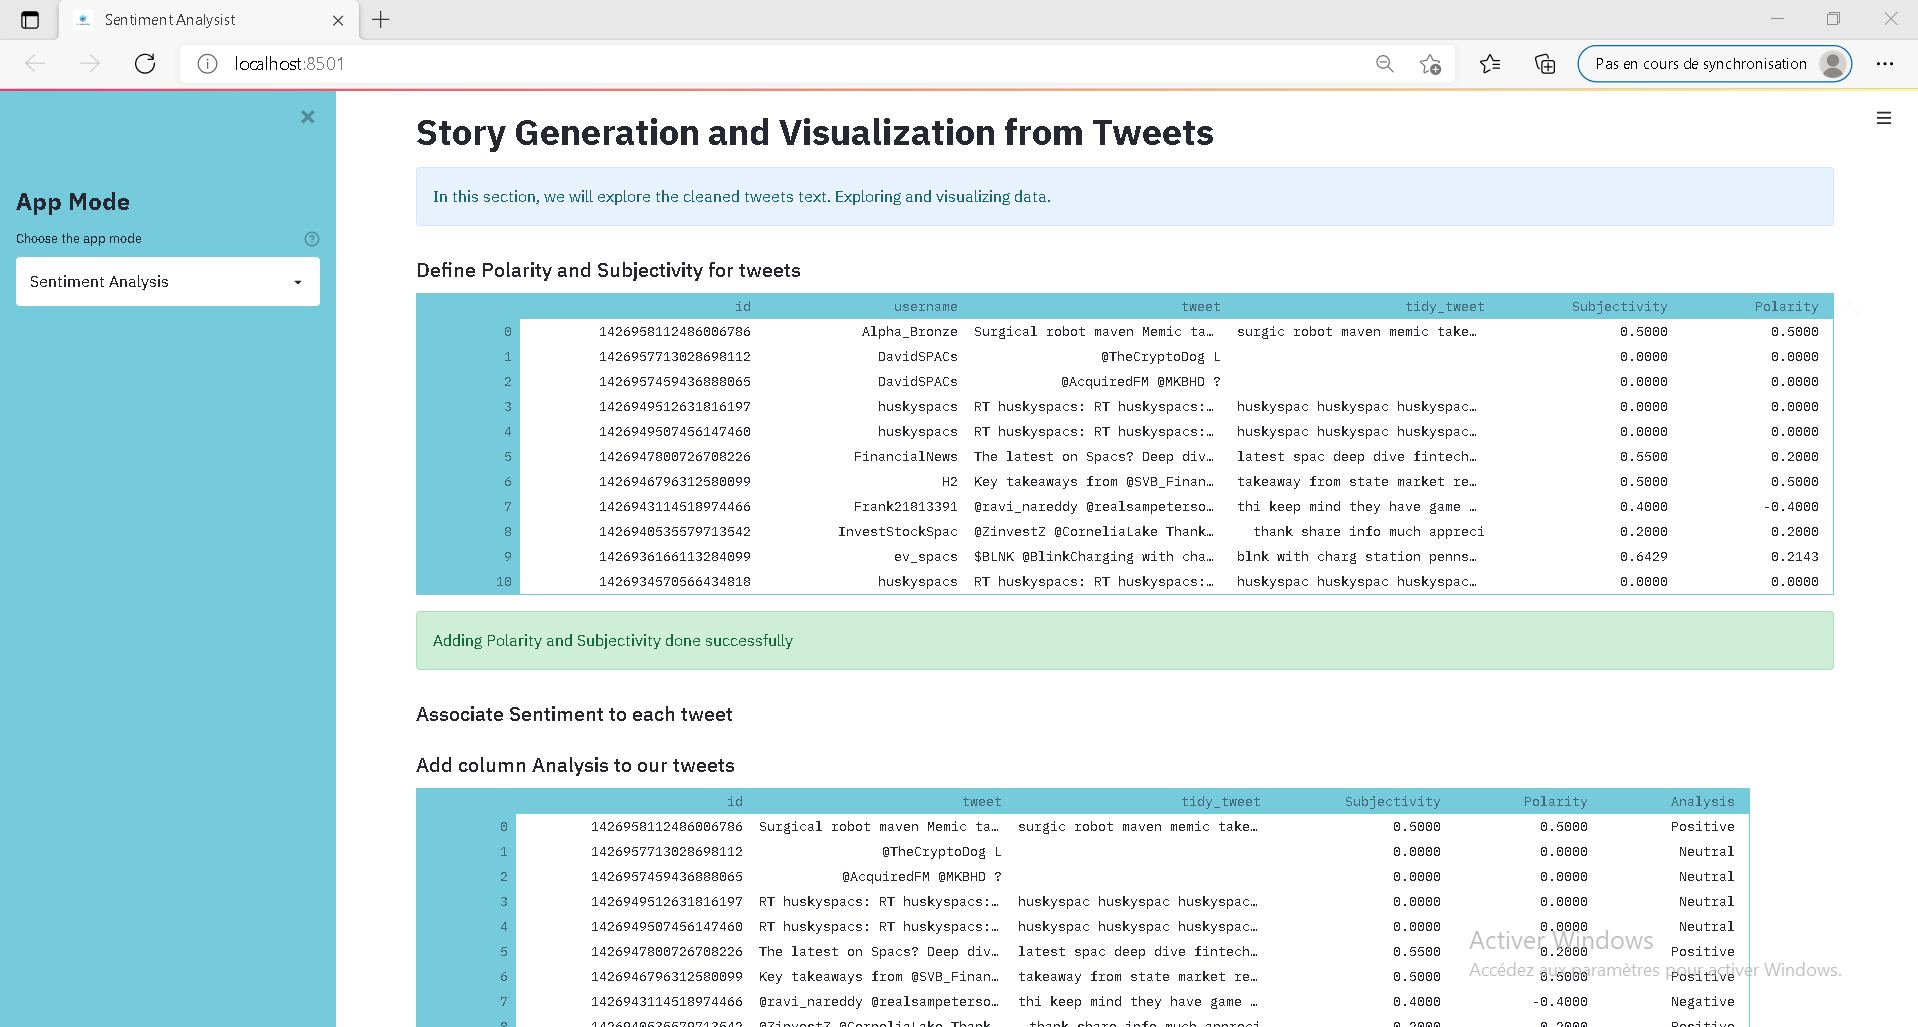 Sentiment Analysist
localhost:8501
Pas en cours de synchronisation
App Mode
Choose the app mode
Sentiment Analysis
Story Generation and Visualization from Tweets
In this section, we will explore the cleaned tweets text. Exploring and visualizing data.
Define Polarity and Subjectivity for tweets
id username tweet tidy_tweet Subjectivity Polarity
0 1426958112486006786 Alpha_Bronze Surgical robot maven Memic ta… surgic robot maven memic take… 0.5000 0.5000
1 1426957713028698112 DavidSPACs @TheCryptoDog L 0.0000 0.0000
2 1426957459436888065 DavidSPACs @AcquiredFM @MKBHD ? 0.0000 0.0000
3 1426949512631816197 huskyspacs RT huskyspacs: RT huskyspacs:… huskyspac huskyspac huskyspac… 0.0000 0.0000
4 1426949507456147460 huskyspacs RT huskyspacs: RT huskyspacs:… huskyspac huskyspac huskyspac… 0.0000 0.0000
5 1426947800726708226 FinancialNews The latest on Spacs? Deep div… latest spac deep dive fintech… 0.5500 0.2000
6 1426946796312580099 H2 Key takeaways from @SVB_Finan… takeaway from state market re… 0.5000 0.5000
7 1426943114518974466 Frank21813391 @ravi_nareddy @realsampeterso… thi keep mind they have game … 0.4000 -0.4000
8 1426940535579713542 InvestStockSpac @ZinvestZ @CorneliaLake Thank… thank share info much appreci 0.2000 0.2000
9 1426936166113284099 ev_spacs $BLNK @BlinkCharging with cha… blnk with charg station penns… 0.6429 0.2143
10 1426934570566434818 huskyspacs RT huskyspacs: RT huskyspacs:… huskyspac huskyspac huskyspac… 0.0000 0.0000
Adding Polarity and Subjectivity done successfully
Associate Sentiment to each tweet
Add column Analysis to our tweets
id tweet tidy_tweet Subjectivity Polarity Analysis
0 1426958112486006786 Surgical robot maven Memic ta… surgic robot maven memic take… 0.5000 0.5000 Positive
1 1426957713028698112 @TheCryptoDog L 0.0000 0.0000 Neutral
2 1426957459436888065 @AcquiredFM @MKBHD ? 0.0000 0.0000 Neutral
3 1426949512631816197 RT huskyspacs: RT huskyspacs:… huskyspac huskyspac huskyspac… 0.0000 0.0000 Neutral
4 1426949507456147460 RT huskyspacs: RT huskyspacs:… huskyspac huskyspac huskyspac… 0.0000 0.0000 Neutral
5 1426947800726708226 The latest on Spacs? Deep div… latest spac deep dive fintech… 0.5500 0.2000 Positive
6 1426946796312580099 Key takeaways from @SVB_Finan… takeaway from state market re… 0.5000 0.5000 Positive
7 1426943114518974466 @ravi_nareddy @realsampeterso… thi keep mind they have game … 0.4000 -0.4000 Negative
8 1426940535579713542 @ZinvestZ @CorneliaLake Thank… thank share info much appreci 0.2000 0.2000 Positive
Activer Windows
Accédez aux paramètres pour activer Windows.